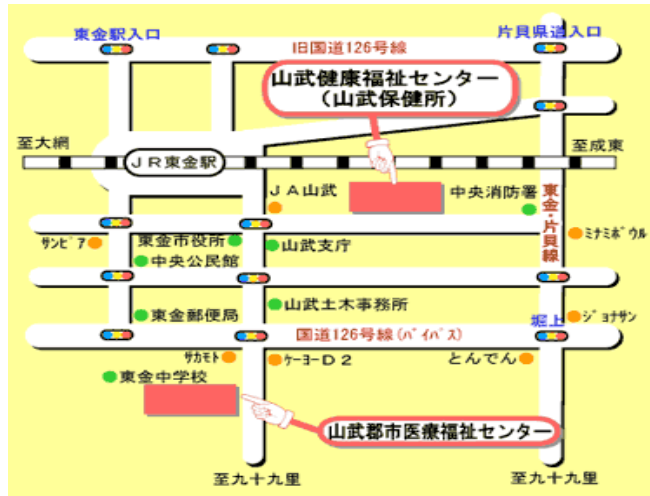 東金駅入口
片貝県道入口
旧国道126号線
山武健康福祉センター
(山武保健所)
至大網
JR東金駅
至成東
JA山武
中央消防署
東金・片貝線
サンピア
東金市役所
山武支庁
ミナミボウル
中央公民館
東金郵便局
山武土木事務所
堀上
ジョナサン
国道126号線(バイパス)
サカモト
ケーヨーD2
とんでん
東金中学校
山武郡市医療福祉センター
至九十九里
至九十九里